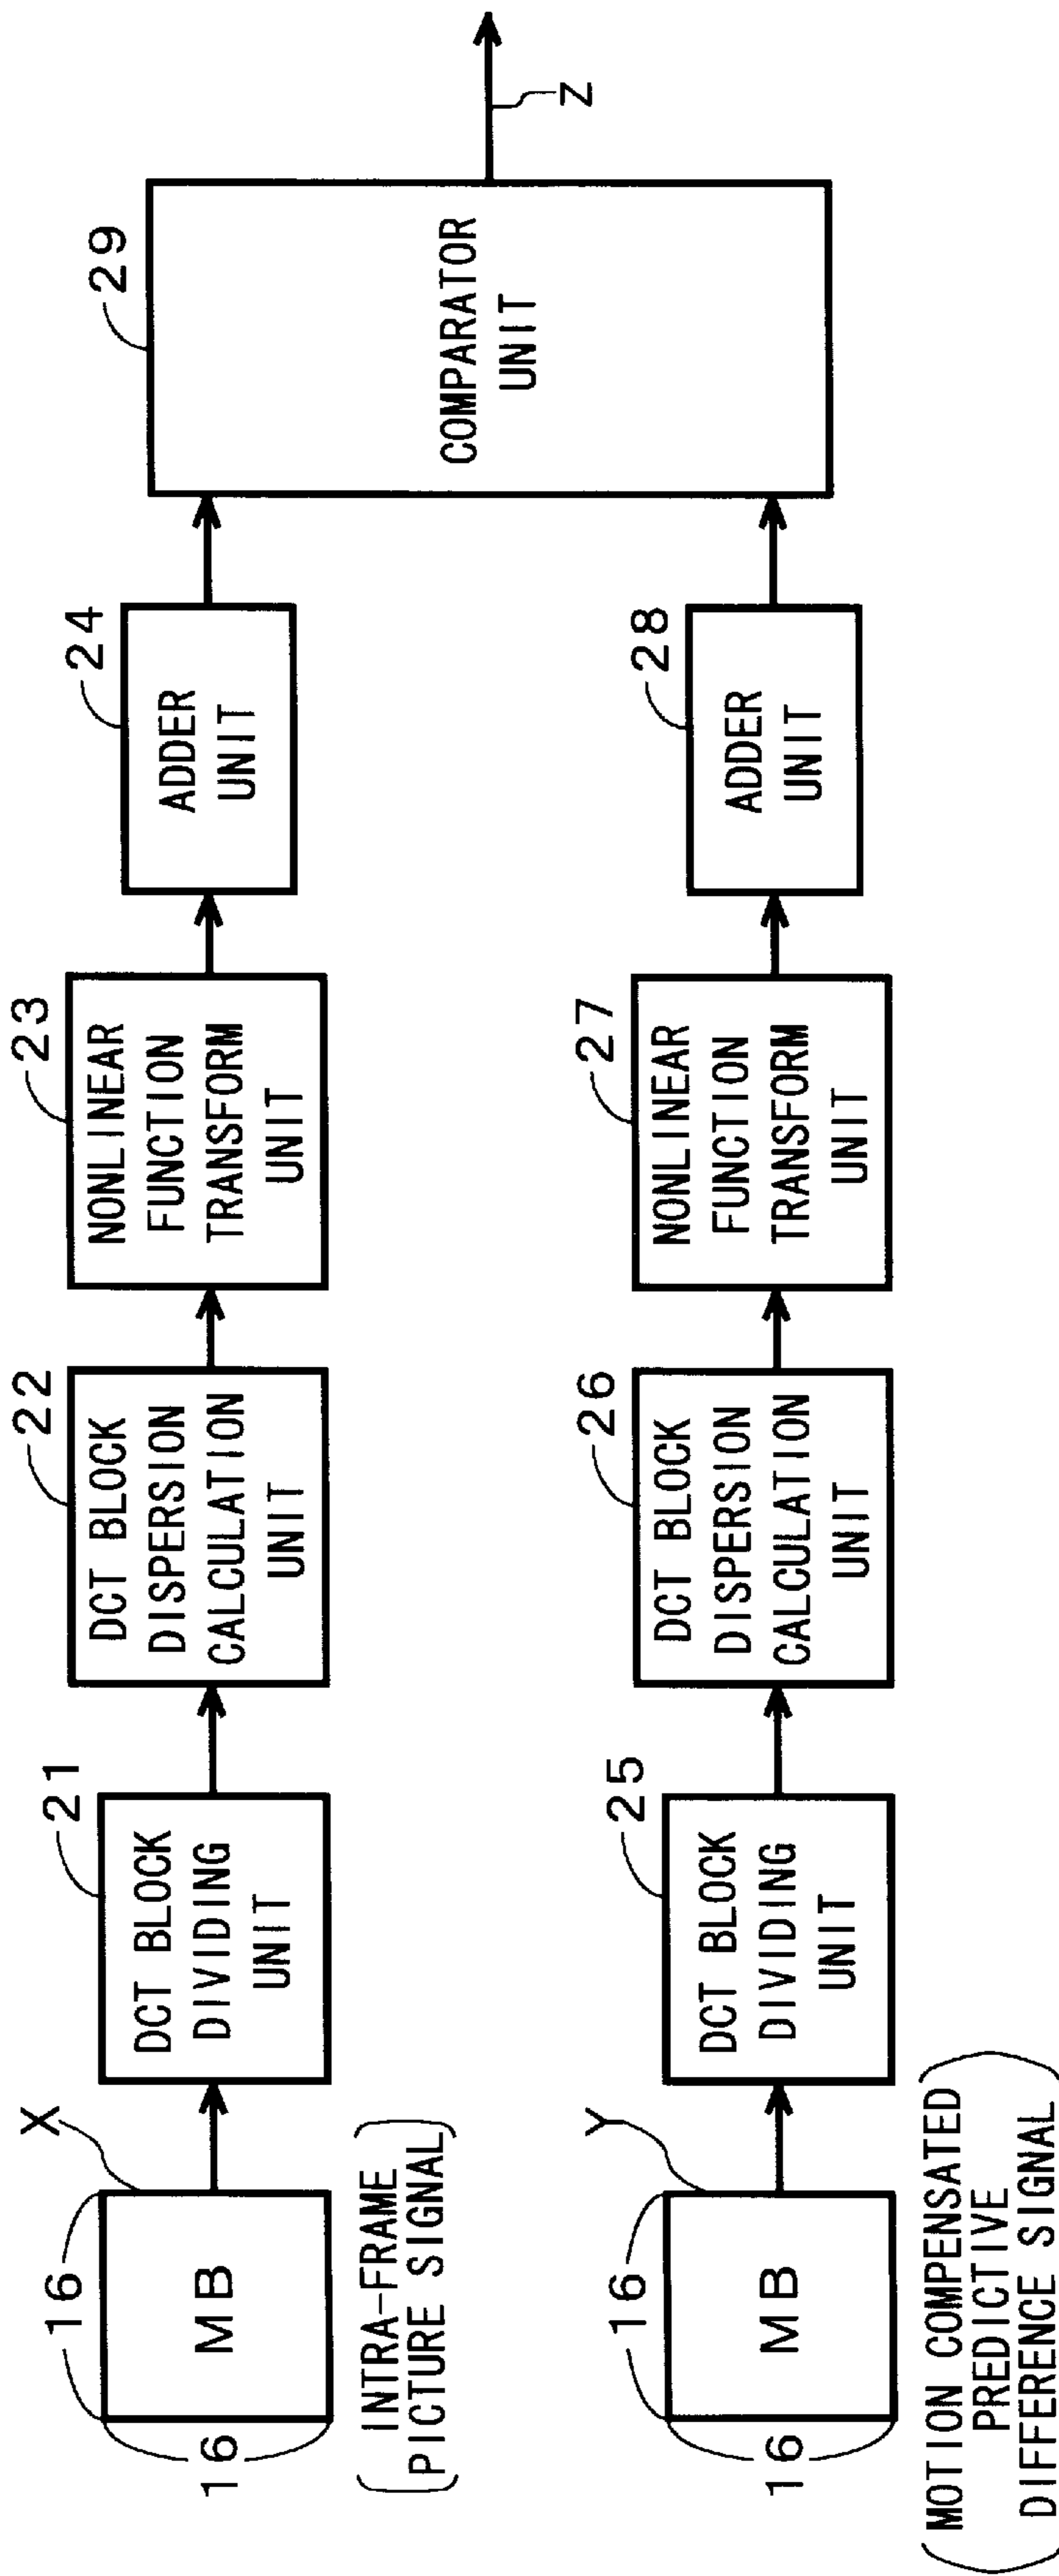 16
16
MB
X
INTRA-FRAME
PICTURE SIGNAL
21
DCT BLOCK
DIVIDING
UNIT
22
DCT BLOCK
DISPERSION
CALCULATION
UNIT
23
NONLINEAR
FUNCTION
TRANSFORM
UNIT
24
ADDER
UNIT
29
COMPARATOR
UNIT
Z
16
16
MB
Y
MOTION COMPENSATED
PREDICTIVE
DIFFERENCE SIGNAL
25
DCT BLOCK
DIVIDING
UNIT
26
DCT BLOCK
DISPERSION
CALCULATION
UNIT
27
NONLINEAR
FUNCTION
TRANSFORM
UNIT
28
ADDER
UNIT